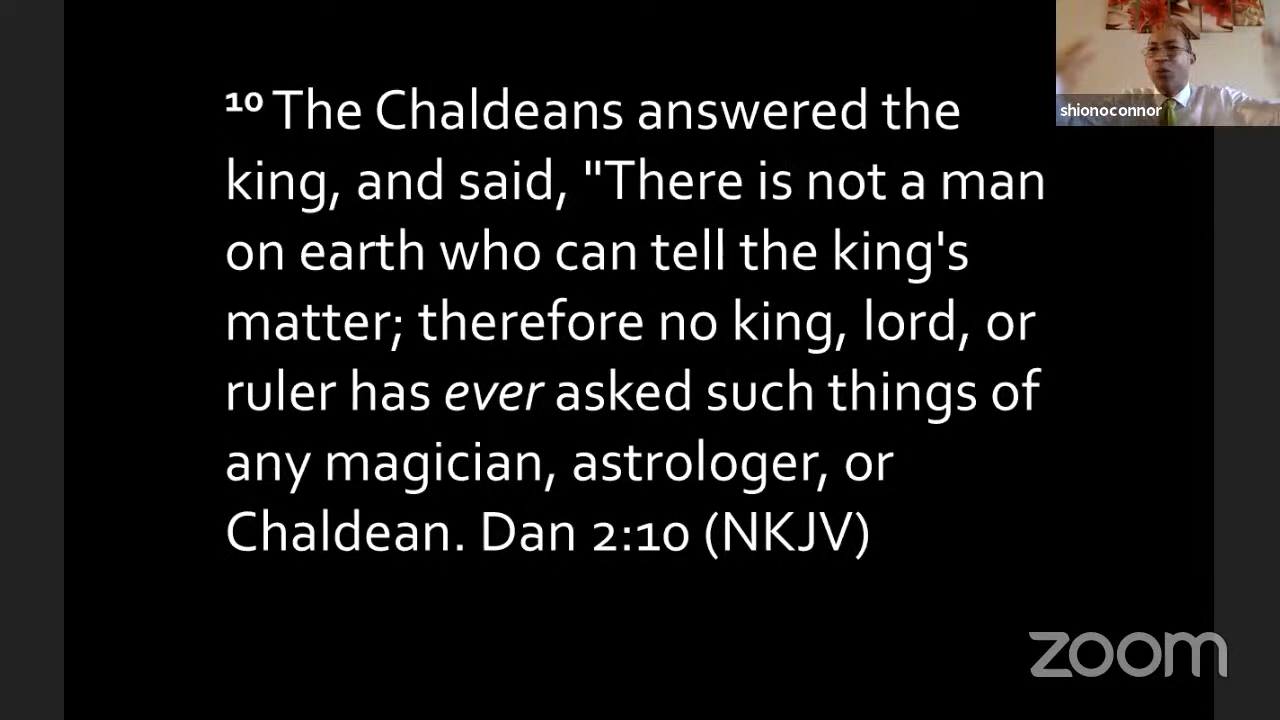 ¹⁰ The Chaldeans answered the
king, and said, "There is not a man
on earth who can tell the king's
matter; therefore no king, lord, or
ruler has ever asked such things of
any magician, astrologer, or
Chaldean. Dan 2:10 (NKJV)
shionoconnor
zoom